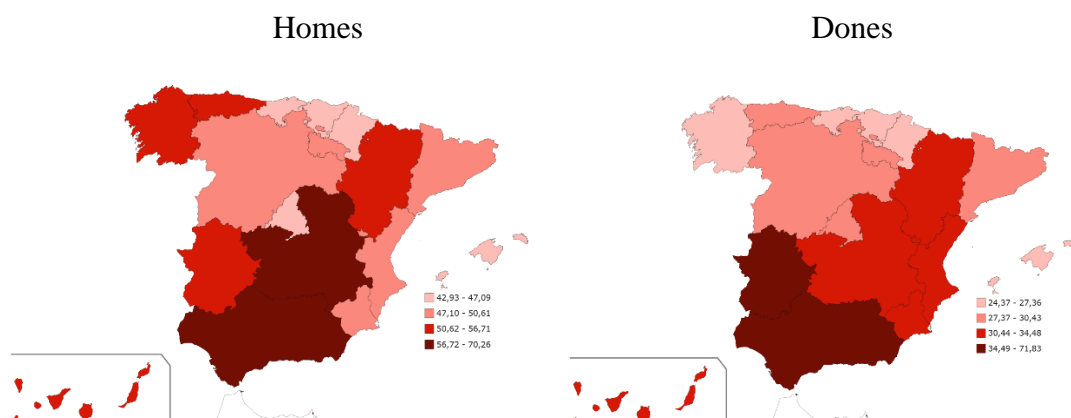 Homes
Dones
42,93 - 47,09
47,10 - 50,61
50,62 - 56,71
56,72 - 70,26
24,37 - 27,36
27,37 - 30,43
30,44 - 34,48
34,49 - 71,83